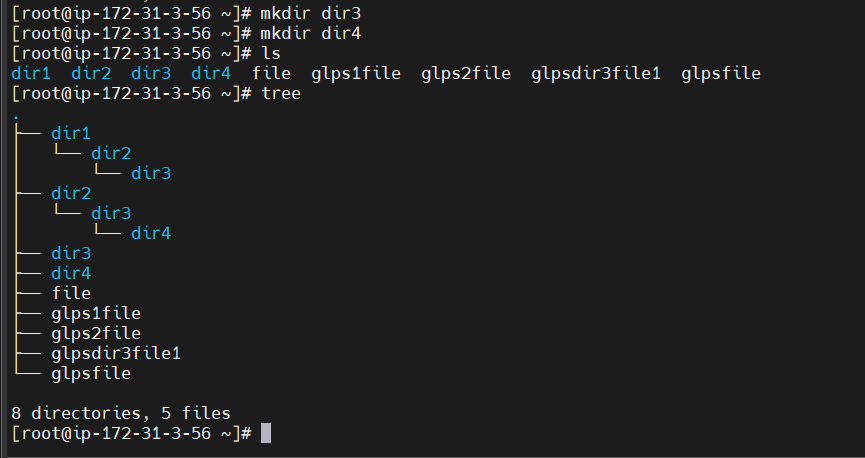 [root@ip-172-31-3-56 ~]# mkdir dir3
[root@ip-172-31-3-56 ~]# mkdir dir4
[root@ip-172-31-3-56 ~]# ls
dir1  dir2  dir3  dir4  file  glps1file  glps2file  glpsdir3file1  glpsfile
[root@ip-172-31-3-56 ~]# tree
.
├── dir1
│   └── dir2
│       └── dir3
├── dir2
│   └── dir3
│       └── dir4
├── dir3
├── dir4
├── file
├── glps1file
├── glps2file
├── glpsdir3file1
└── glpsfile
8 directories, 5 files
[root@ip-172-31-3-56 ~]#